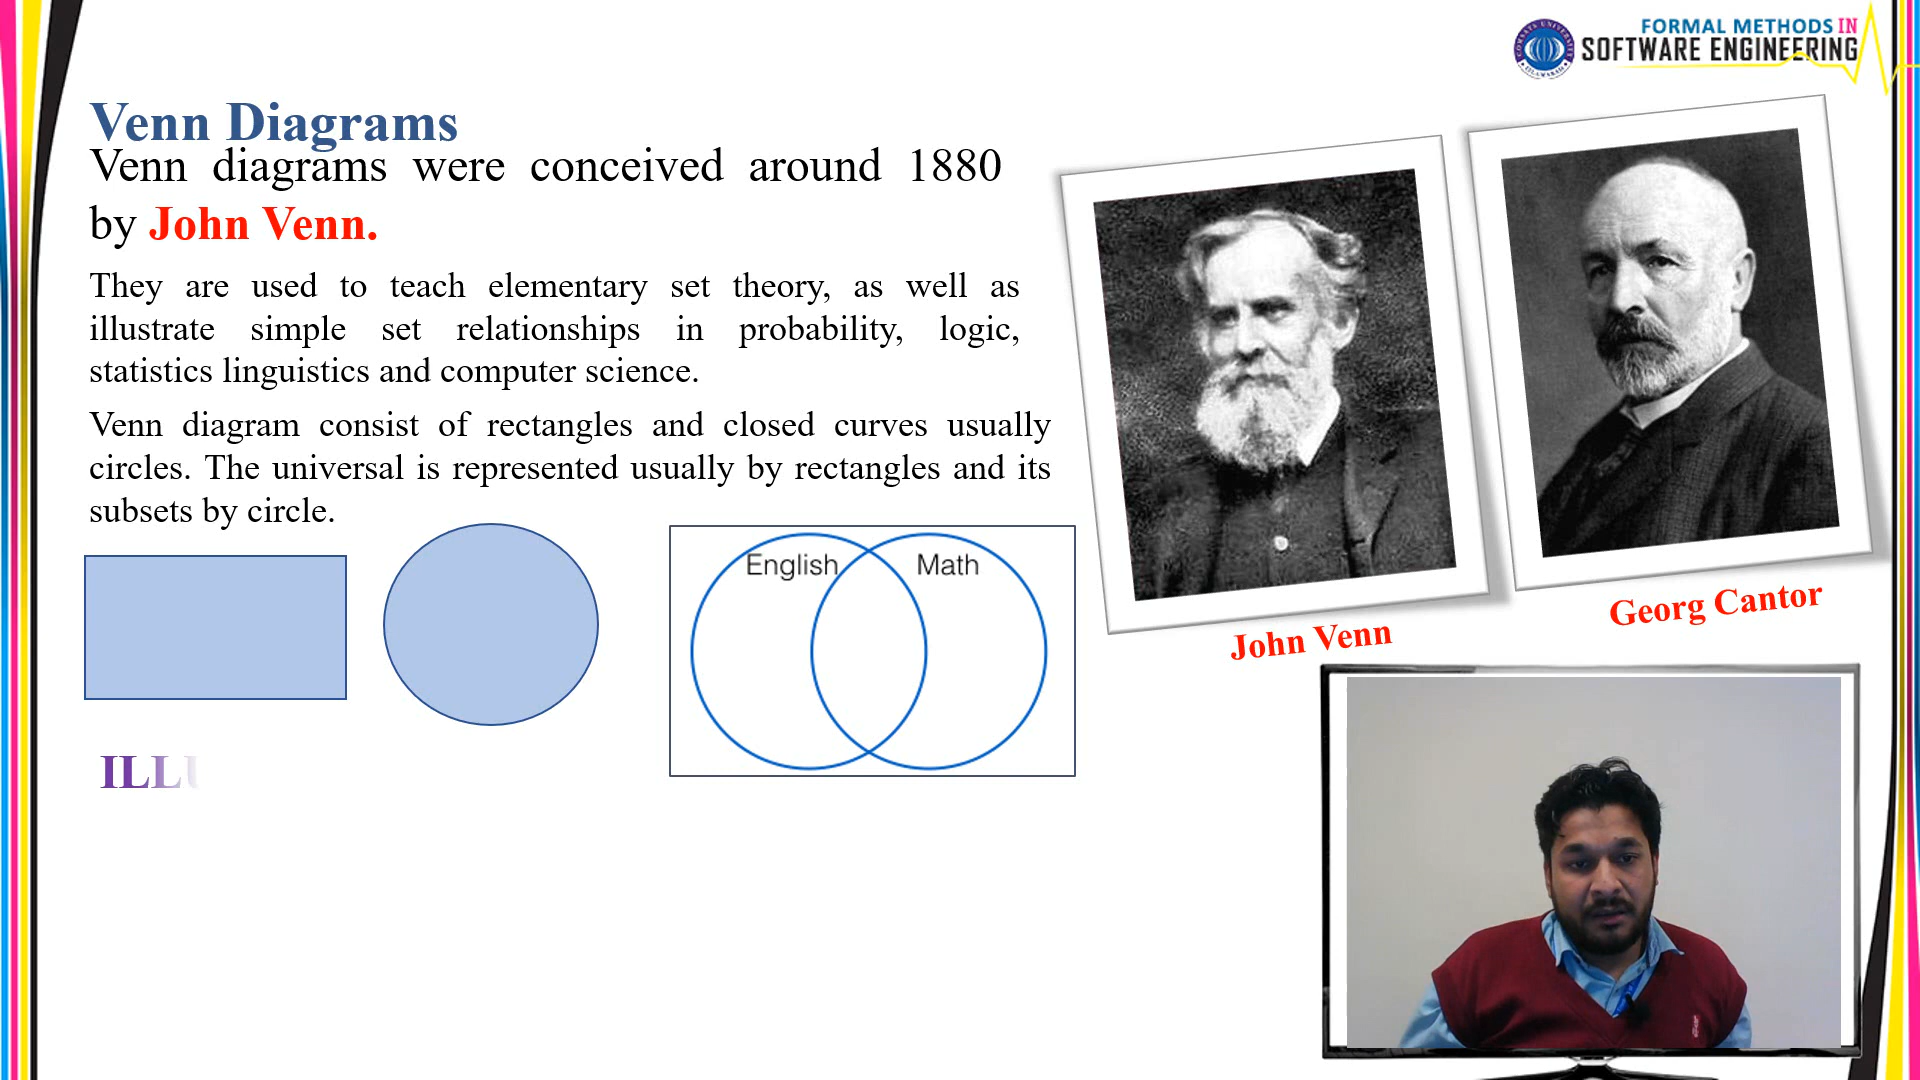 FORMAL METHODS IN
SOFTWARE ENGINEERING
Venn Diagrams
Venn diagrams were conceived around 1880
by John Venn.
They are used to teach elementary set theory, as well as
illustrate simple set relationships in probability, logic,
statistics linguistics and computer science.
Venn diagram consist of rectangles and closed curves usually
circles. The universal is represented usually by rectangles and its
subsets by circle.
English Math
John Venn
Georg Cantor
ILLU